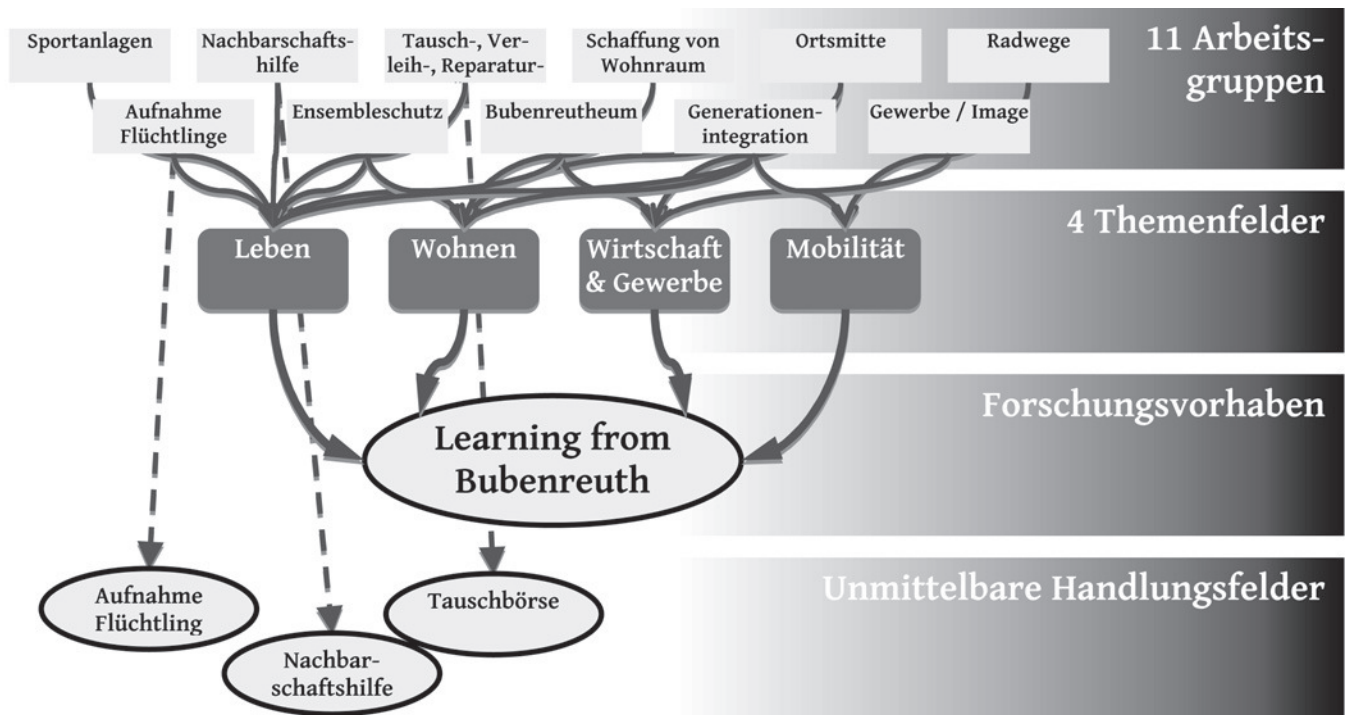 Sportanlagen
Nachbarschafts-
hilfe
Tausch-, Ver-
leih-, Reparatur-
Schaffung von
Wohnraum
Ortsmitte
Radwege
11 Arbeits-
gruppen
Aufnahme
Flüchtlinge
Ensembleschutz
Bubenreutheum
Generationen-
integration
Gewerbe / Image
4 Themenfelder
Leben
Wohnen
Wirtschaft
& Gewerbe
Mobilität
Forschungsvorhaben
Learning from
Bubenreuth
Unmittelbare Handlungsfelder
Aufnahme
Flüchtling
Tauschbörse
Nachbar-
schaftshilfe